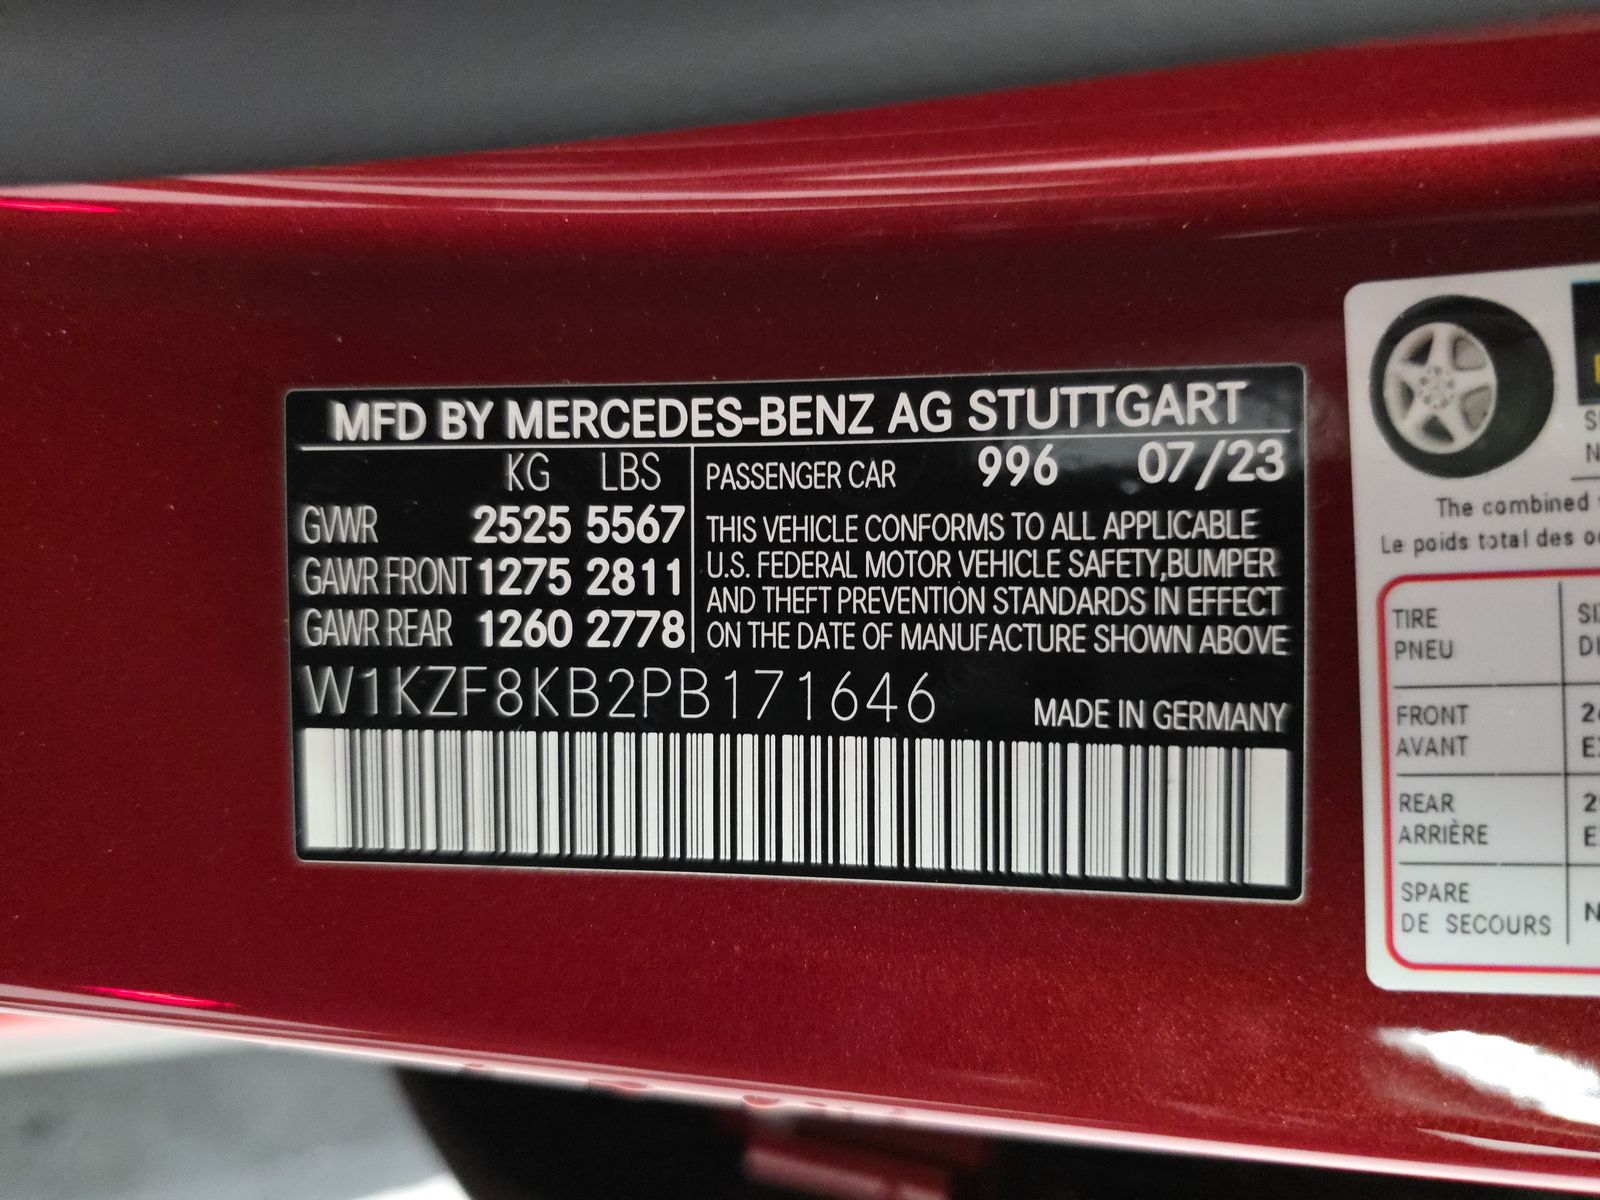 MFD BY MERCEDES-BENZ AG STUTTGART
KG LBS
GVWR 2525 5567
GAWR FRONT 1275 2811
GAWR REAR 1260 2778
PASSENGER CAR 996 07/23
THIS VEHICLE CONFORMS TO ALL APPLICABLE
U.S. FEDERAL MOTOR VEHICLE SAFETY,BUMPER
AND THEFT PREVENTION STANDARDS IN EFFECT
ON THE DATE OF MANUFACTURE SHOWN ABOVE
W1KZF8KB2PB171646
MADE IN GERMANY
The combined
Le poids total des
TIRE
PNEU
FRONT
AVANT
REAR
ARRIÈRE
SPARE
DE SECOURS